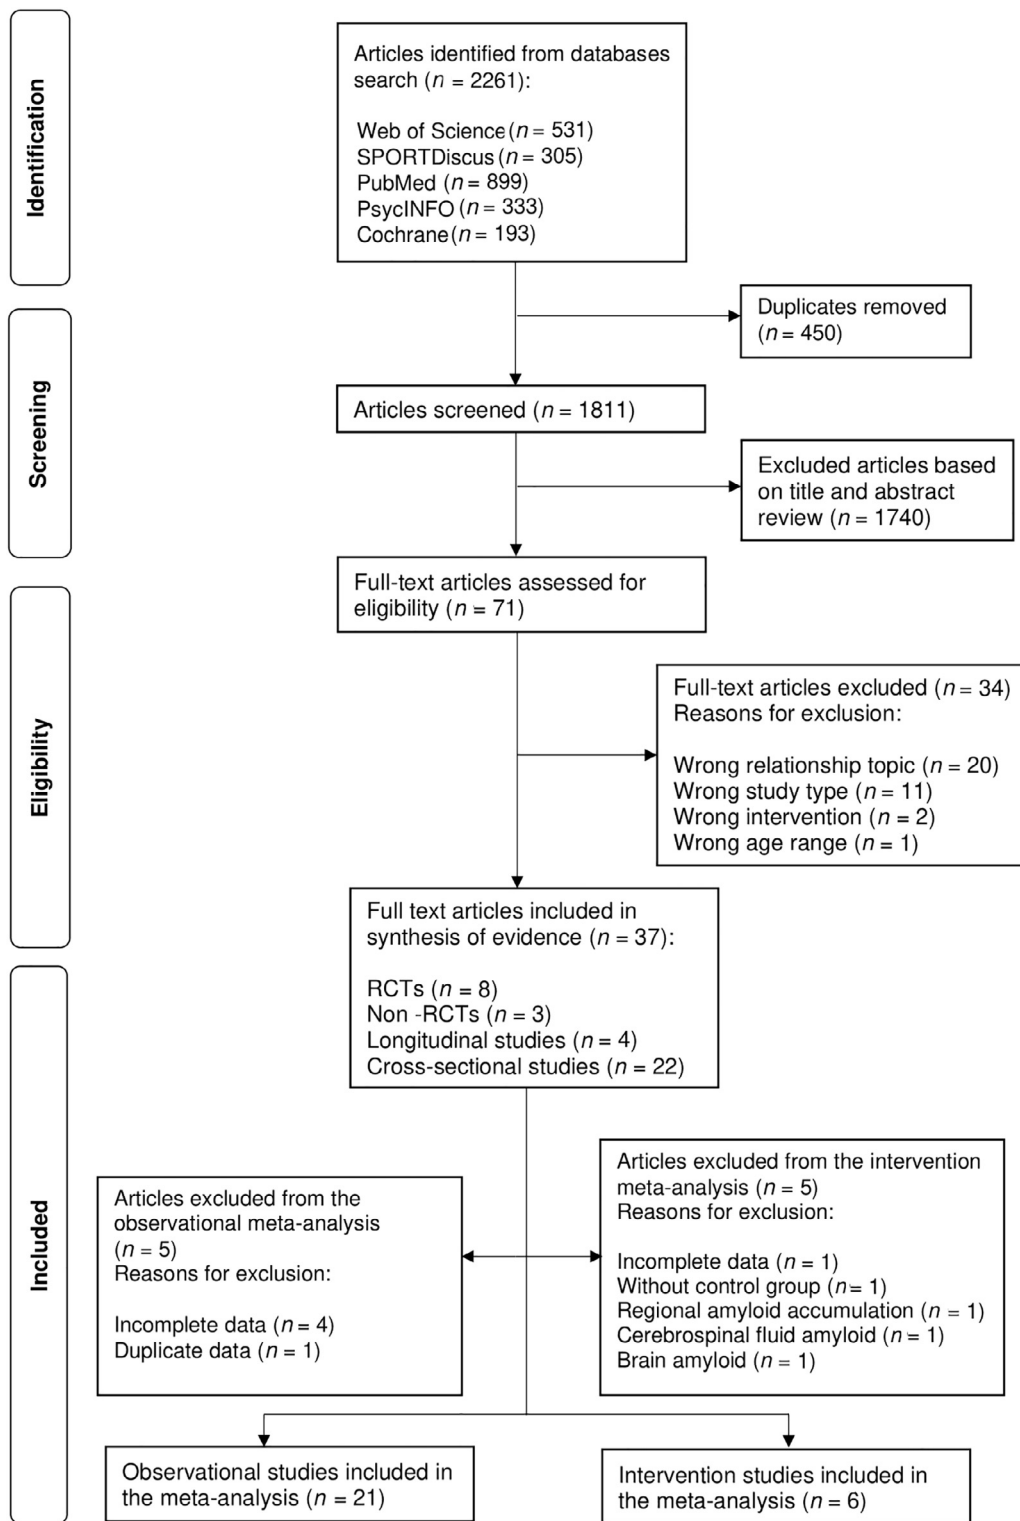 Identification
Articles identified from databases
search (n = 2261):
Web of Science (n = 531)
SPORTDiscus (n = 305)
PubMed (n = 899)
PsycINFO (n = 333)
Cochrane (n = 193)
Duplicates removed
(n = 450)
Screening
Articles screened (n = 1811)
Excluded articles based
on title and abstract
review (n = 1740)
Full-text articles assessed for
eligibility (n = 71)
Eligibility
Full-text articles excluded (n = 34)
Reasons for exclusion:
Wrong relationship topic (n = 20)
Wrong study type (n = 11)
Wrong intervention (n = 2)
Wrong age range (n = 1)
Full text articles included in
synthesis of evidence (n = 37):
RCTs (n = 8)
Non -RCTs (n = 3)
Longitudinal studies (n = 4)
Cross-sectional studies (n = 22)
Included
Articles excluded from the
observational meta-analysis
(n = 5)
Reasons for exclusion:
Incomplete data (n = 4)
Duplicate data (n = 1)
Articles excluded from the intervention
meta-analysis (n = 5)
Reasons for exclusion:
Incomplete data (n = 1)
Without control group (n = 1)
Regional amyloid accumulation (n = 1)
Cerebrospinal fluid amyloid (n = 1)
Brain amyloid (n = 1)
Observational studies included in
the meta-analysis (n = 21)
Intervention studies included in
the meta-analysis (n = 6)